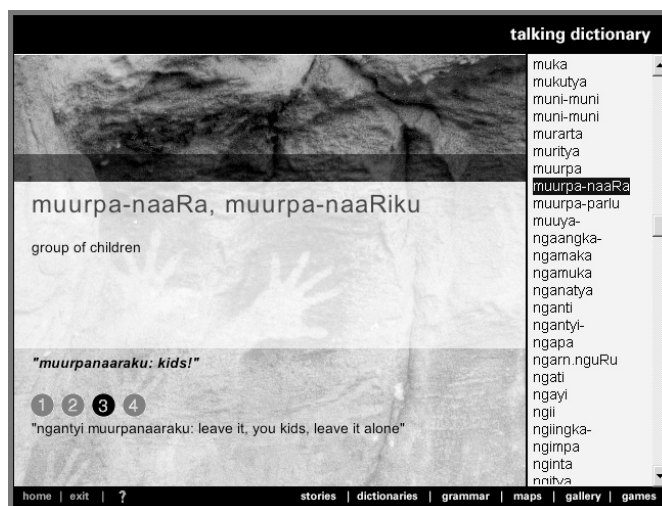 talking dictionary
muurpa-naaRa, muurpa-naaRiku
group of children
"muurpanaaraku: kids!"
1 2 3 4
"ngantyi muurpanaaraku: leave it, you kids, leave it alone"
muka
mukutya
muni-muni
muni-muni
murarta
muritya
muurpa
muurpa-naaRa
muurpa-parlu
muuya-
ngaangka-
ngamaka
ngamuka
nganatya
nganti
ngantyi-
ngapa
ngarn.nguRu
ngati
ngayi
ngii
ngiingka-
ngimpa
nginta
ngitya
home | exit | ?
stories | dictionaries | grammar | maps | gallery | games